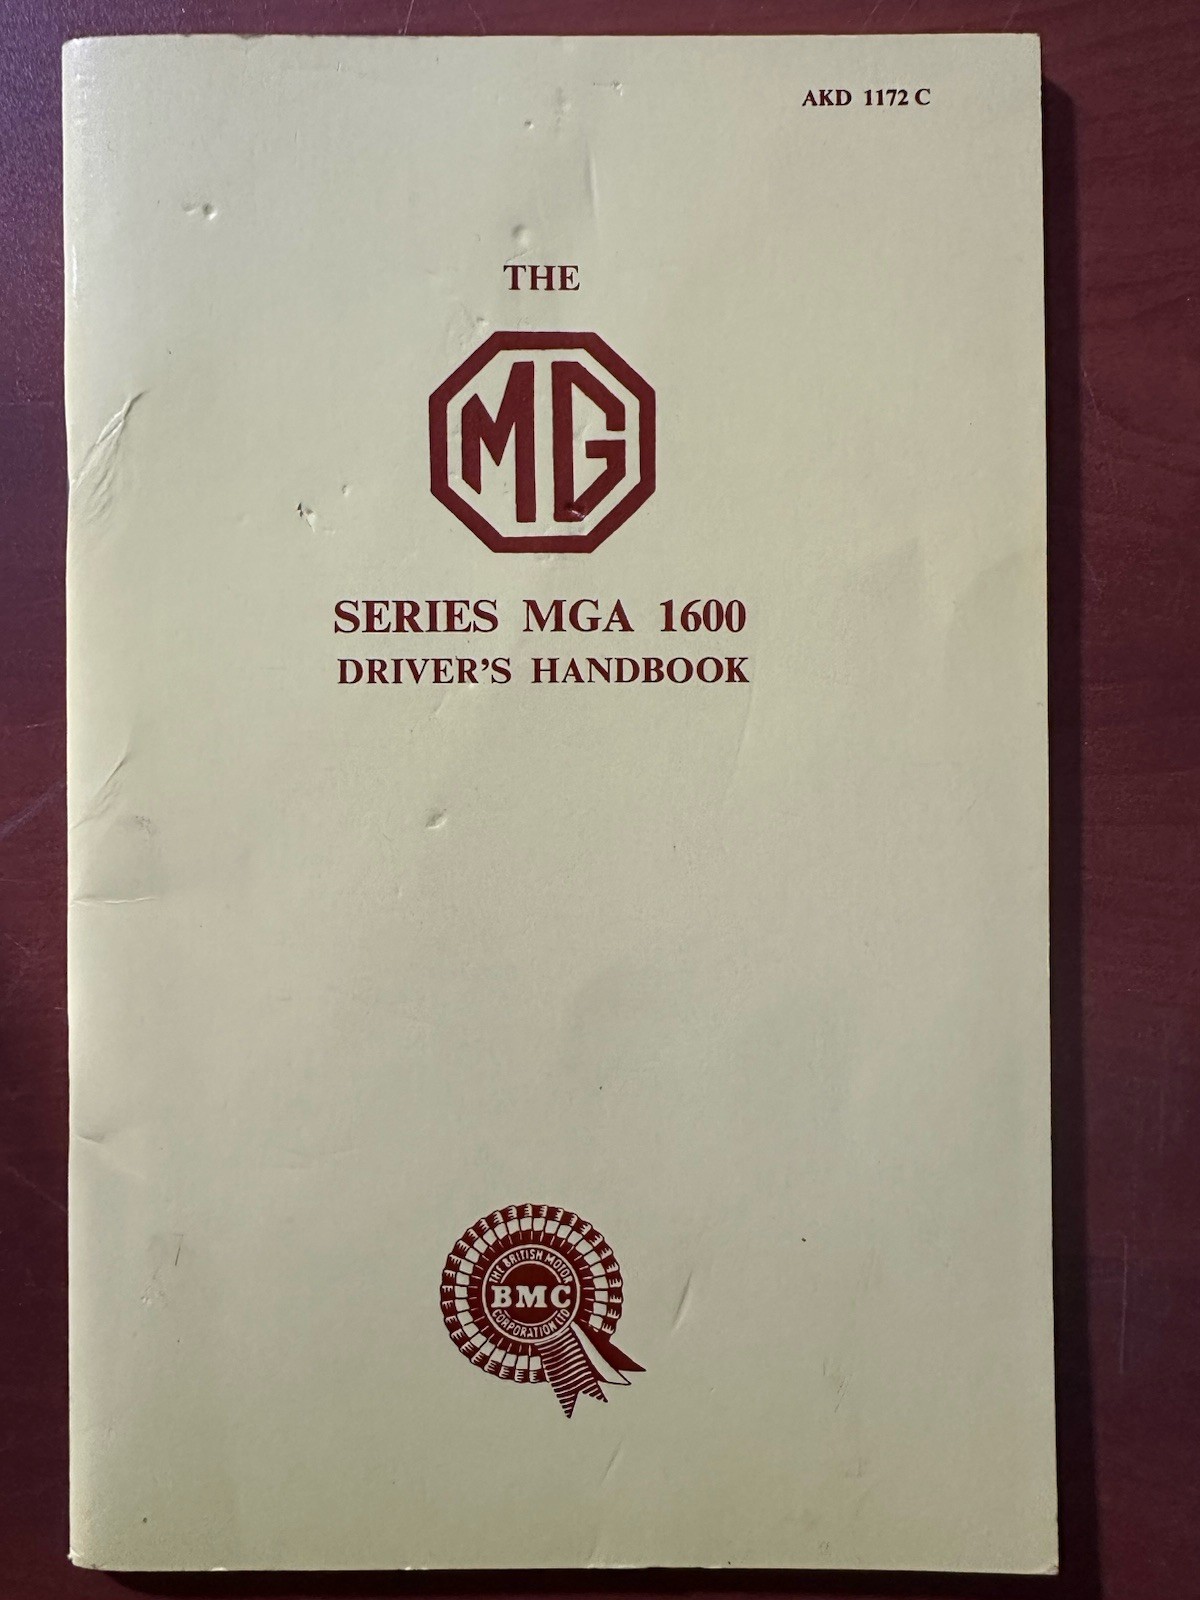 AKD 1172 C
THE
MG
SERIES MGA 1600
DRIVER'S HANDBOOK
THE BRITISH MOTOR
BMC
CORPORATION LTD